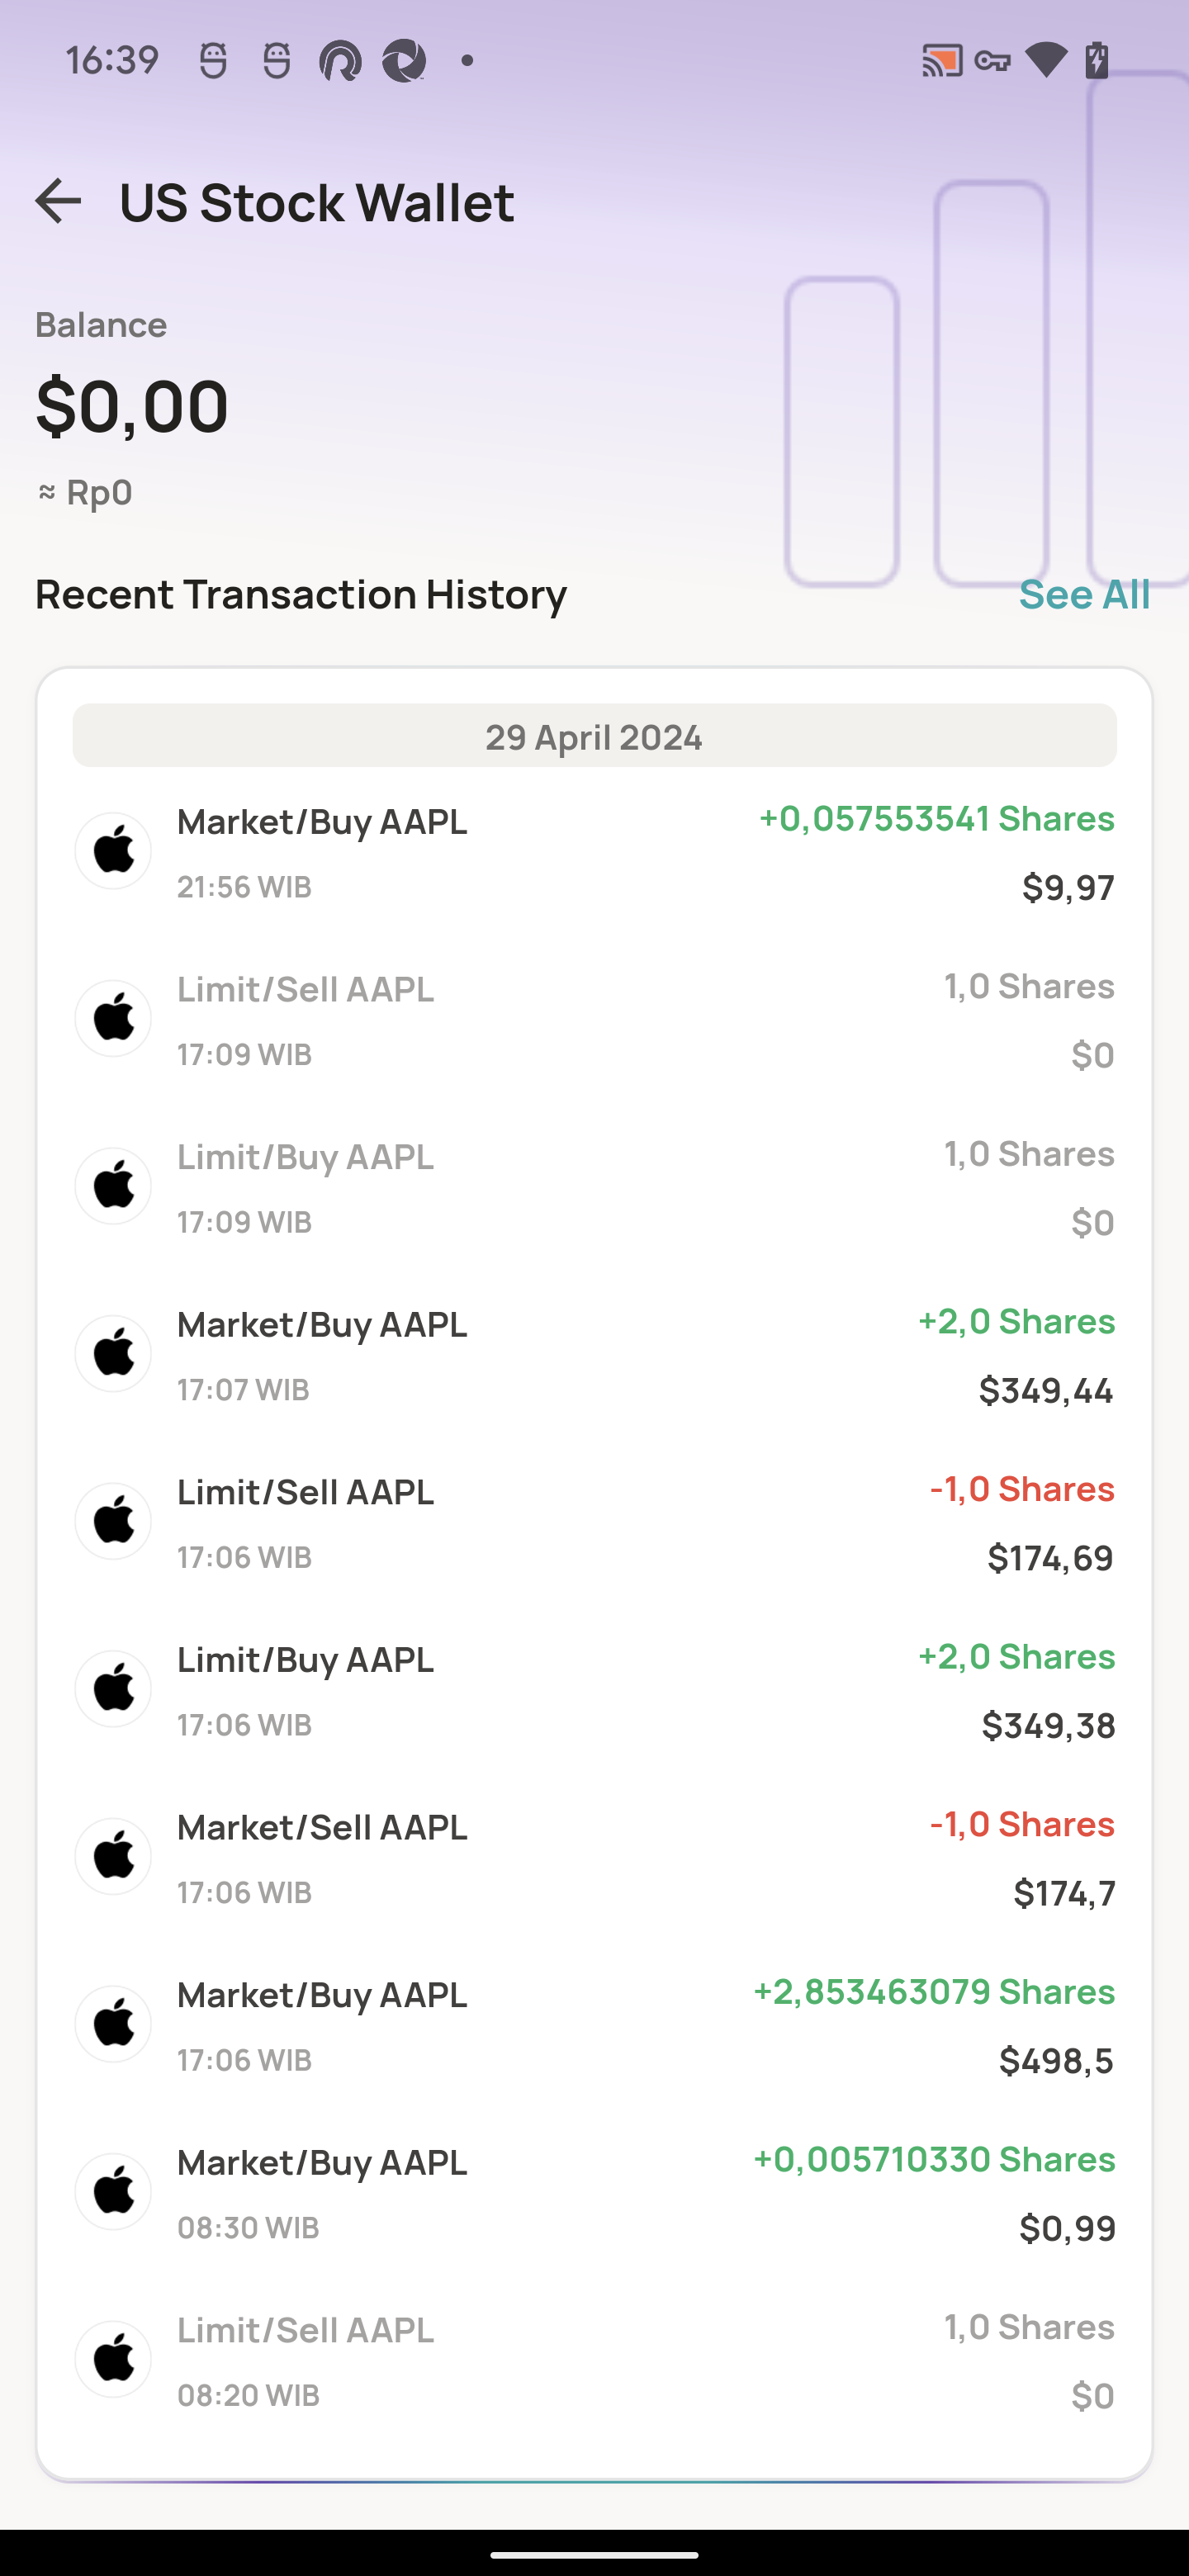 16:39
US Stock Wallet
Balance
$0,00
≈ Rp0
Recent Transaction History
See All
29 April 2024
Market/Buy AAPL
+0,057553541 Shares
21:56 WIB
$9,97
Limit/Sell AAPL
1,0 Shares
17:09 WIB
$0
Limit/Buy AAPL
1,0 Shares
17:09 WIB
$0
Market/Buy AAPL
+2,0 Shares
17:07 WIB
$349,44
Limit/Sell AAPL
-1,0 Shares
17:06 WIB
$174,69
Limit/Buy AAPL
+2,0 Shares
17:06 WIB
$349,38
Market/Sell AAPL
-1,0 Shares
17:06 WIB
$174,7
Market/Buy AAPL
+2,853463079 Shares
17:06 WIB
$498,5
Market/Buy AAPL
+0,005710330 Shares
08:30 WIB
$0,99
Limit/Sell AAPL
1,0 Shares
08:20 WIB
$0